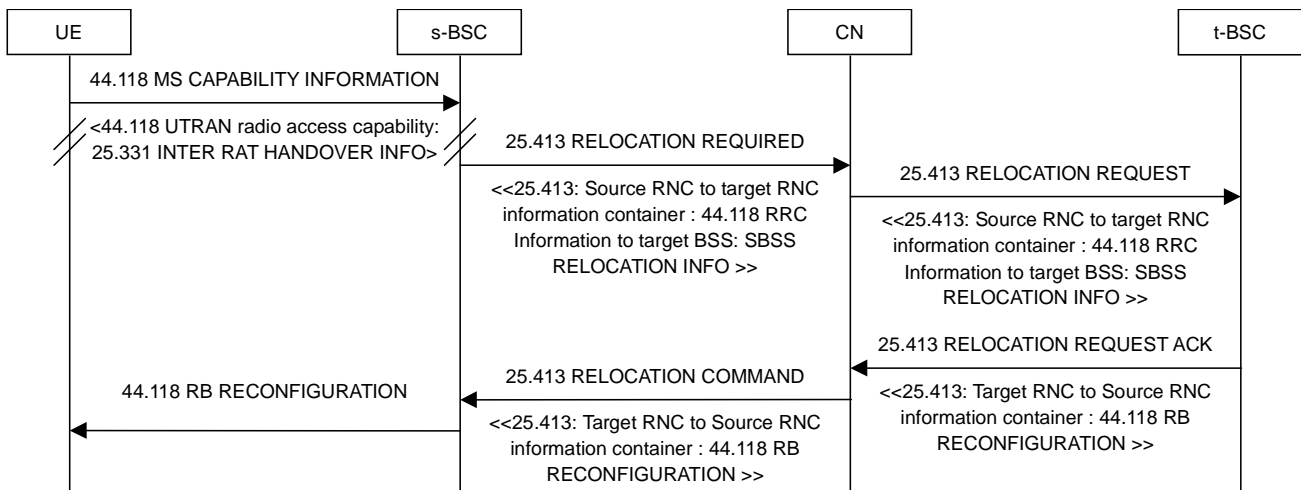 UE
s-BSC
CN
t-BSC
44.118 MS CAPABILITY INFORMATION
<44.118 UTRAN radio access capability:
25.331 INTER RAT HANDOVER INFO>
25.413 RELOCATION REQUIRED
<<25.413: Source RNC to target RNC
information container : 44.118 RRC
Information to target BSS: SBSS
RELOCATION INFO >>
25.413 RELOCATION REQUEST
<<25.413: Source RNC to target RNC
information container : 44.118 RRC
Information to target BSS: SBSS
RELOCATION INFO >>
25.413 RELOCATION REQUEST ACK
<<25.413: Target RNC to Source RNC
information container : 44.118 RB
RECONFIGURATION >>
25.413 RELOCATION COMMAND
<<25.413: Target RNC to Source RNC
information container : 44.118 RB
RECONFIGURATION >>
44.118 RB RECONFIGURATION